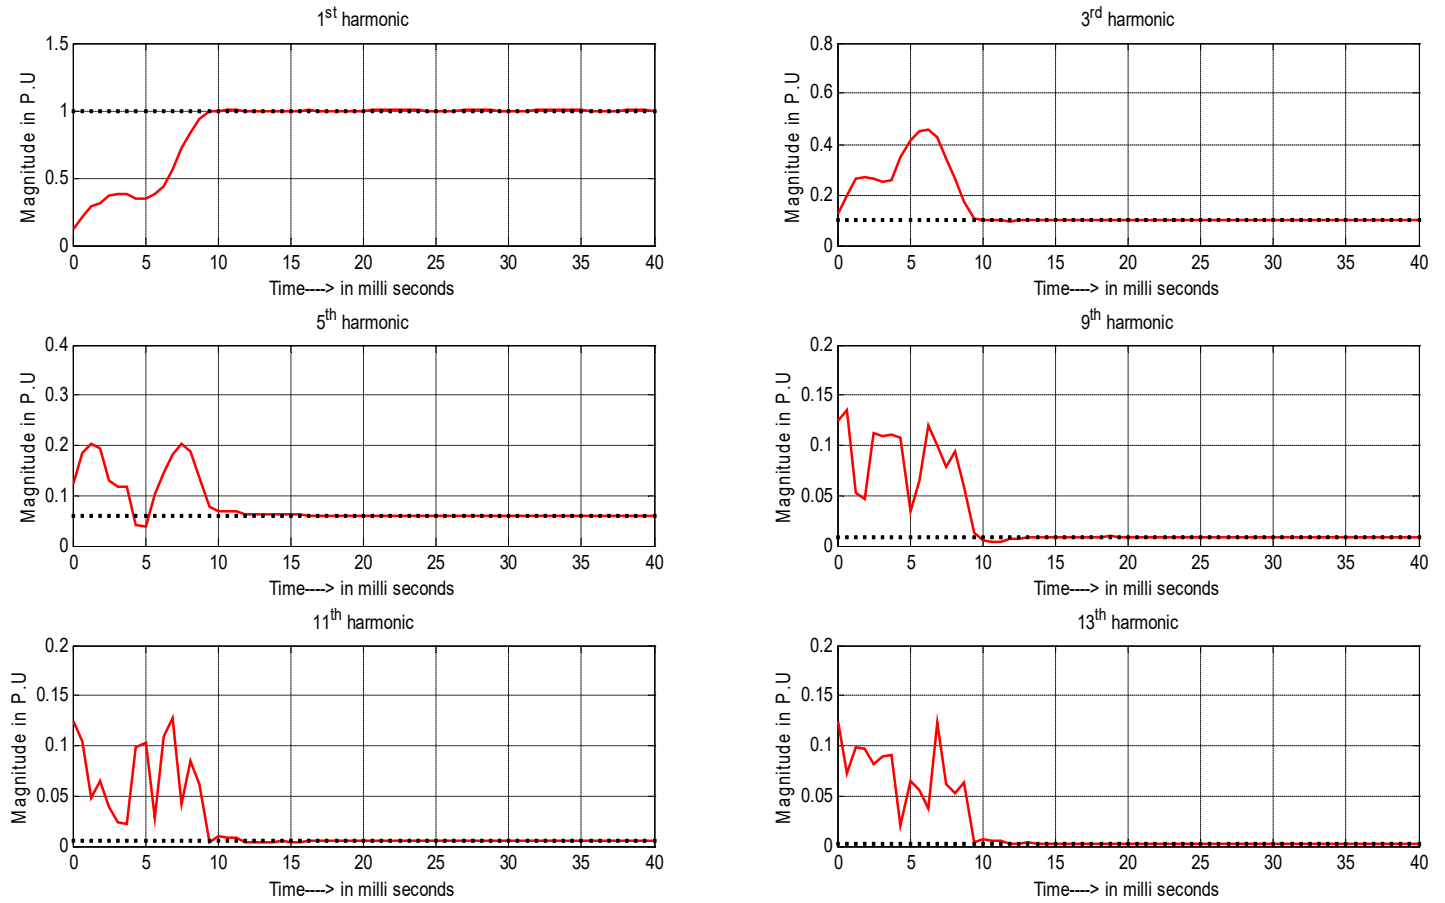 1st harmonic
Magnitude in P.U
1.5
1
0.5
0
0 5 10 15 20 25 30 35 40
Time----> in milli seconds
3rd harmonic
Magnitude in P.U
0.8
0.6
0.4
0.2
0
0 5 10 15 20 25 30 35 40
Time----> in milli seconds
5th harmonic
Magnitude in P.U
0.4
0.3
0.2
0.1
0
0 5 10 15 20 25 30 35 40
Time----> in milli seconds
9th harmonic
Magnitude in P.U
0.2
0.15
0.1
0.05
0
0 5 10 15 20 25 30 35 40
Time----> in milli seconds
11th harmonic
Magnitude in P.U
0.2
0.15
0.1
0.05
0
0 5 10 15 20 25 30 35 40
Time----> in milli seconds
13th harmonic
Magnitude in P.U
0.2
0.15
0.1
0.05
0
0 5 10 15 20 25 30 35 40
Time----> in milli seconds